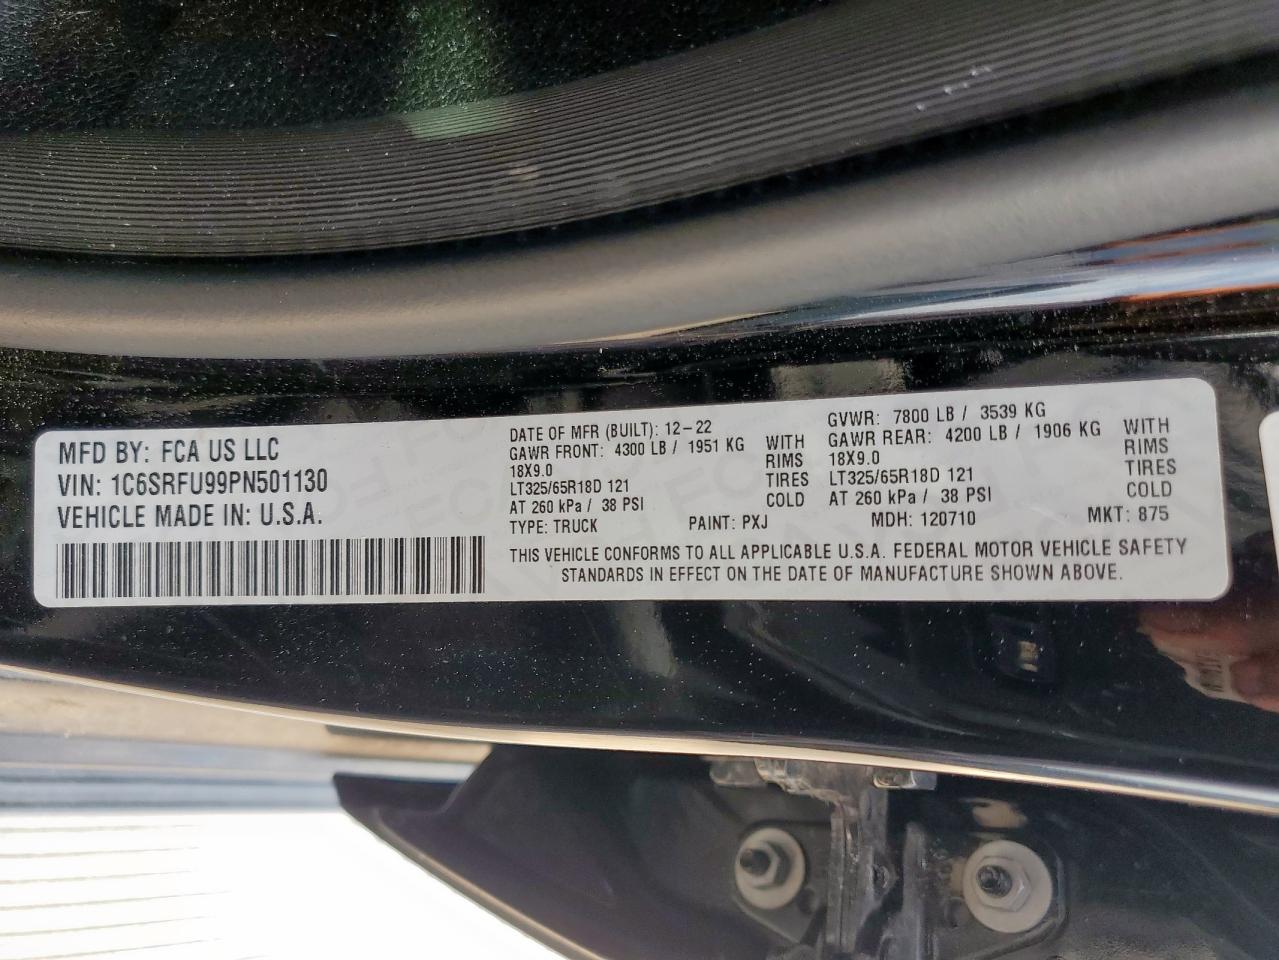 MFD BY: FCA US LLC
VIN: 1C6SRFU99PN501130
VEHICLE MADE IN: U.S.A.
DATE OF MFR (BUILT): 12-22
GAWR FRONT: 4300 LB / 1951 KG WITH
18X9.0 RIMS
LT325/65R18D 121 TIRES
AT 260 kPa / 38 PSI COLD
GVWR: 7800 LB / 3539 KG
GAWR REAR: 4200 LB / 1906 KG WITH
18X9.0 RIMS
LT325/65R18D 121 TIRES
AT 260 kPa / 38 PSI COLD
TYPE: TRUCK PAINT: PXJ MDH: 120710 MKT: 875
THIS VEHICLE CONFORMS TO ALL APPLICABLE U.S.A. FEDERAL MOTOR VEHICLE SAFETY
STANDARDS IN EFFECT ON THE DATE OF MANUFACTURE SHOWN ABOVE.